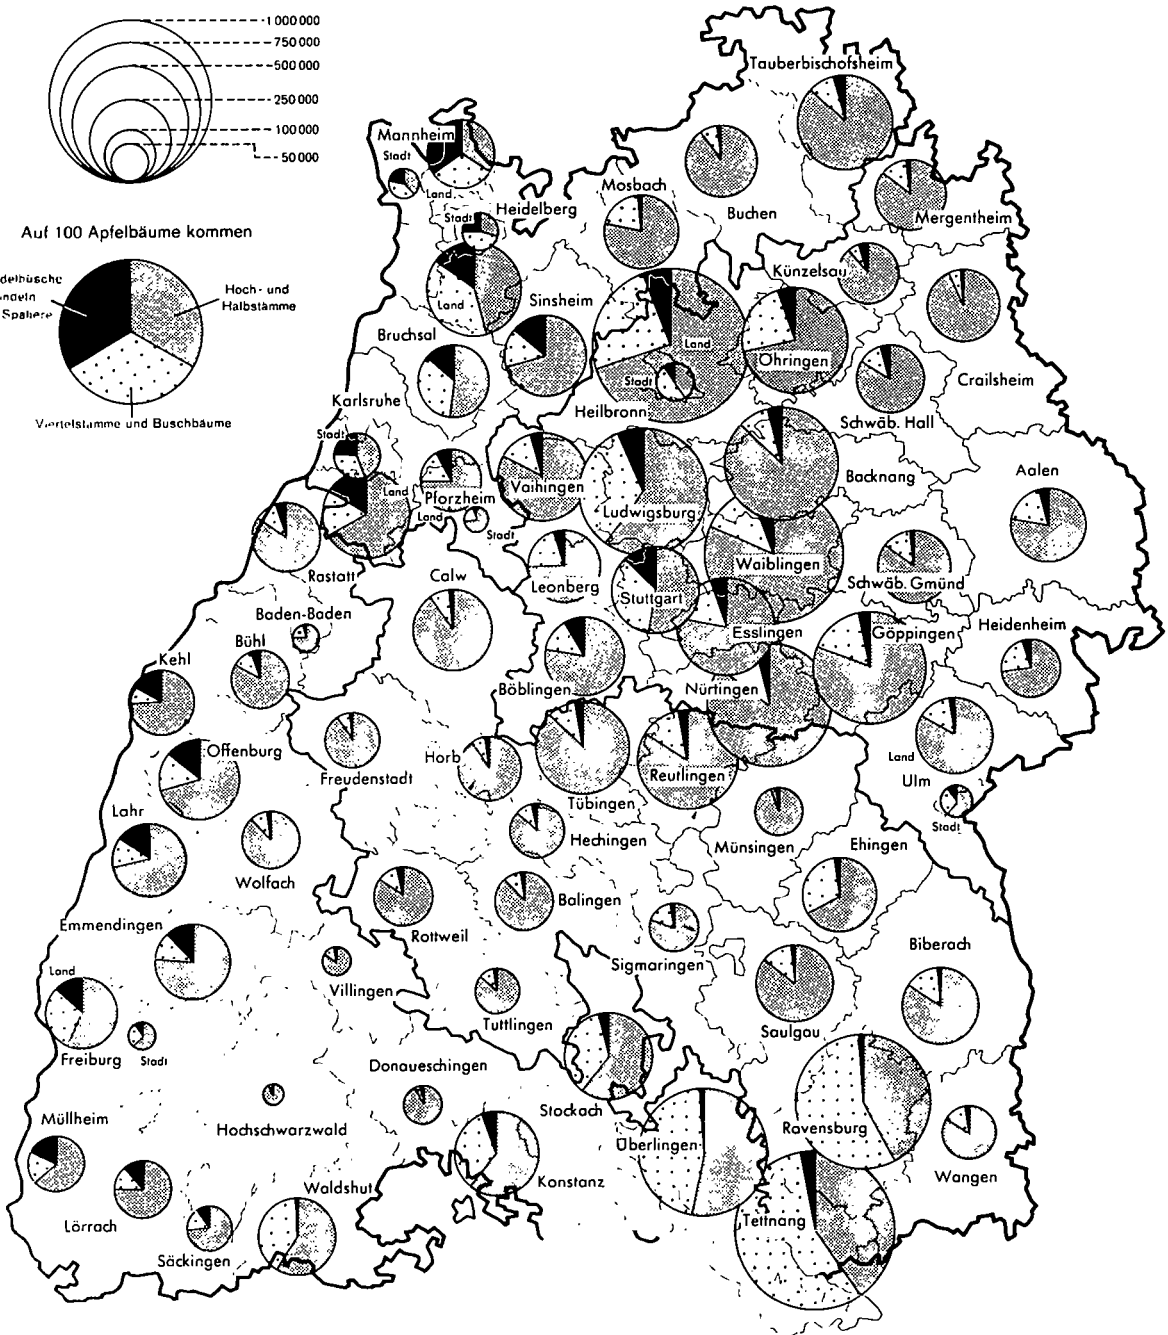 1 000 000
750 000
500 000
250 000
100 000
50 000
Auf 100 Apfelbäume kommen
Spaliere
Hoch- und
Halbstämme
Viertelstämme und Buschbäume
Tauberbischofsheim
Mannheim
Stadt
Land
Mosbach
Buchen
Mergentheim
Stadt
Heidelberg
Land
Künzelsau
Sinsheim
Bruchsal
Land
Öhringen
Stadt
Crailsheim
Karlsruhe
Heilbronn
Schwäb. Hall
Stadt
Backnang
Aalen
Land
Pforzheim
Vaihingen
Ludwigsburg
Land
Stadt
Waiblingen
Rastatt
Calw
Leonberg
Stuttgart
Schwäb. Gmünd
Baden-Baden
Bühl
Esslingen
Göppingen
Heidenheim
Kehl
Böblingen
Nürtingen
Offenburg
Freudenstadt
Horb
Reutlingen
Land
Ulm
Tübingen
Lahr
Stadt
Hechingen
Münsingen
Ehingen
Wolfach
Balingen
Emmendingen
Rottweil
Biberach
Land
Sigmaringen
Villingen
Tuttlingen
Saulgau
Freiburg
Stadt
Donaueschingen
Stockach
Müllheim
Hochschwarzwald
Überlingen
Ravensburg
Wangen
Waldshut
Konstanz
Lörrach
Tettnang
Säckingen